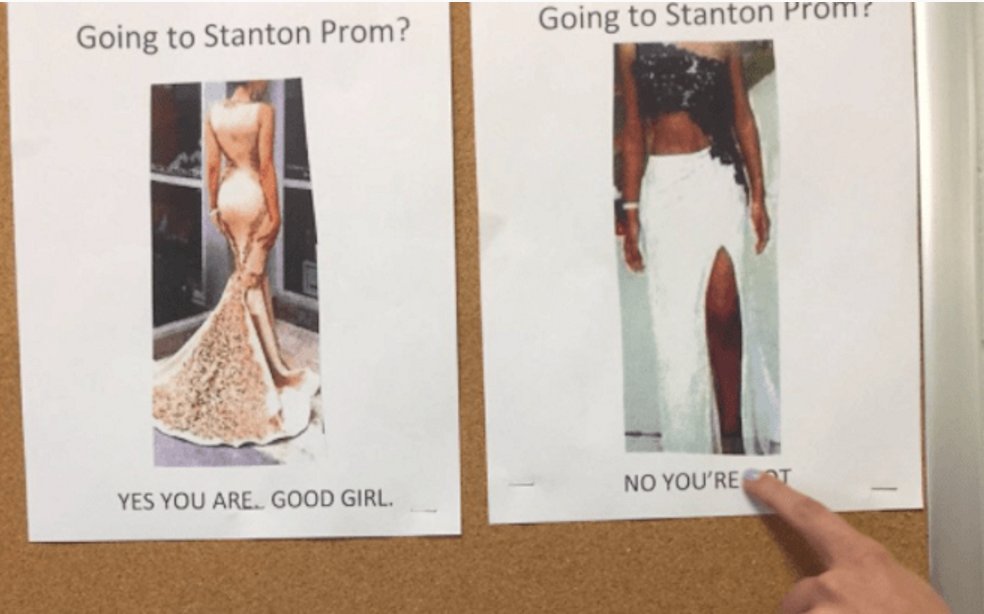 Going to Stanton Prom?
YES YOU ARE.. GOOD GIRL.
Going to Stanton Prom?
NO YOU'RE